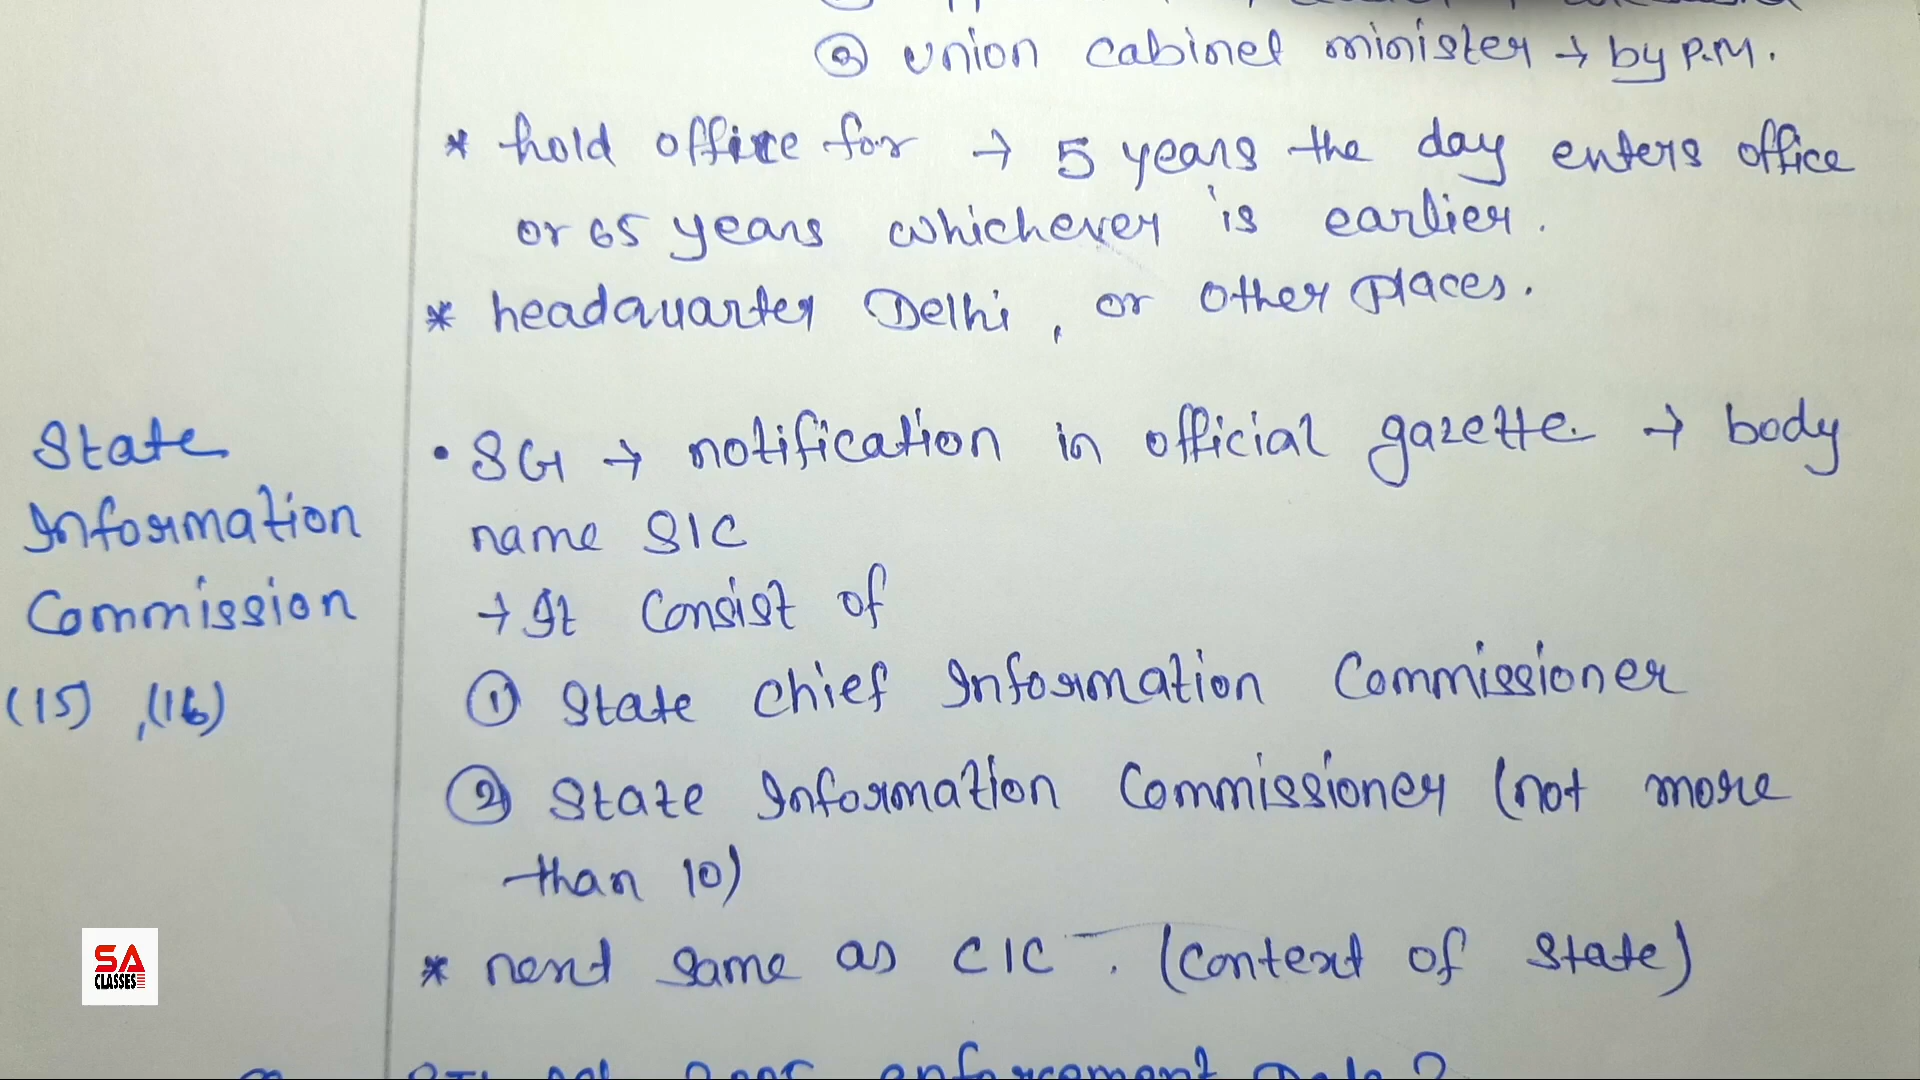 ③ union cabinet minister → by P.M.
* hold office for → 5 years the day enters office
or 65 years whichever is earlier.
* headquarter Delhi, or other places.
State
Information
Commission
(15), (16)
• SG → notification in official gazette. → body
name SIC
→ It consist of
① State chief Information Commissioner
② State Information Commissioner (not more
than 10)
* next same as CIC. (context of state)
SA
CLASSES